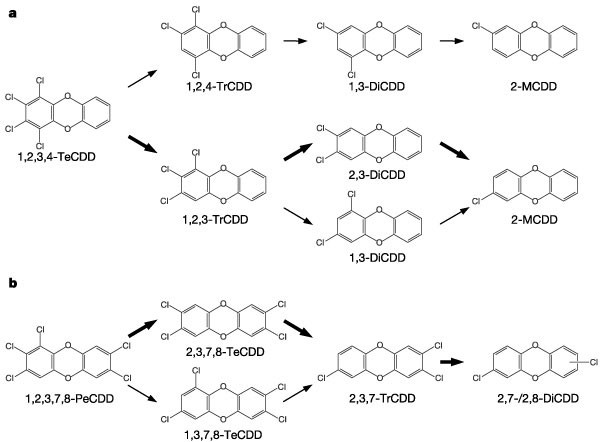 a
Cl
Cl O
O
Cl
1,2,4-TrCDD
Cl O
O
Cl
1,3-DiCDD
Cl O
O
2-MCDD
Cl
Cl O
Cl O
Cl
1,2,3,4-TeCDD
Cl
Cl O
Cl O
1,2,3-TrCDD
Cl O
Cl O
2,3-DiCDD
Cl
O
Cl O
1,3-DiCDD
O
Cl O
2-MCDD
b
Cl
Cl O Cl
Cl O Cl
1,2,3,7,8-PeCDD
Cl O Cl
Cl O Cl
2,3,7,8-TeCDD
Cl
O Cl
Cl O Cl
1,3,7,8-TeCDD
O Cl
Cl O Cl
2,3,7-TrCDD
O Cl
Cl O
2,7-/2,8-DiCDD